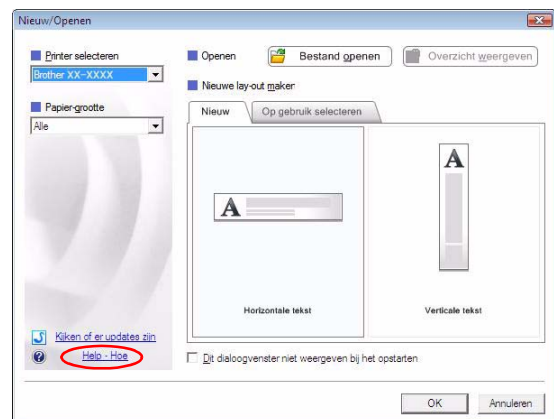 Nieuw/Openen
Printer selecteren
Brother XX-XXXX
Papier-grootte
Alle
Openen
Bestand openen
Overzicht weergeven
Nieuwe lay-out maken
Nieuw
Op gebruik selecteren
A
A
Horizontale tekst
Verticale tekst
Kijken of er updates zijn
Help - Hoe
Dit dialoogvenster niet weergeven bij het opstarten
OK
Annuleren